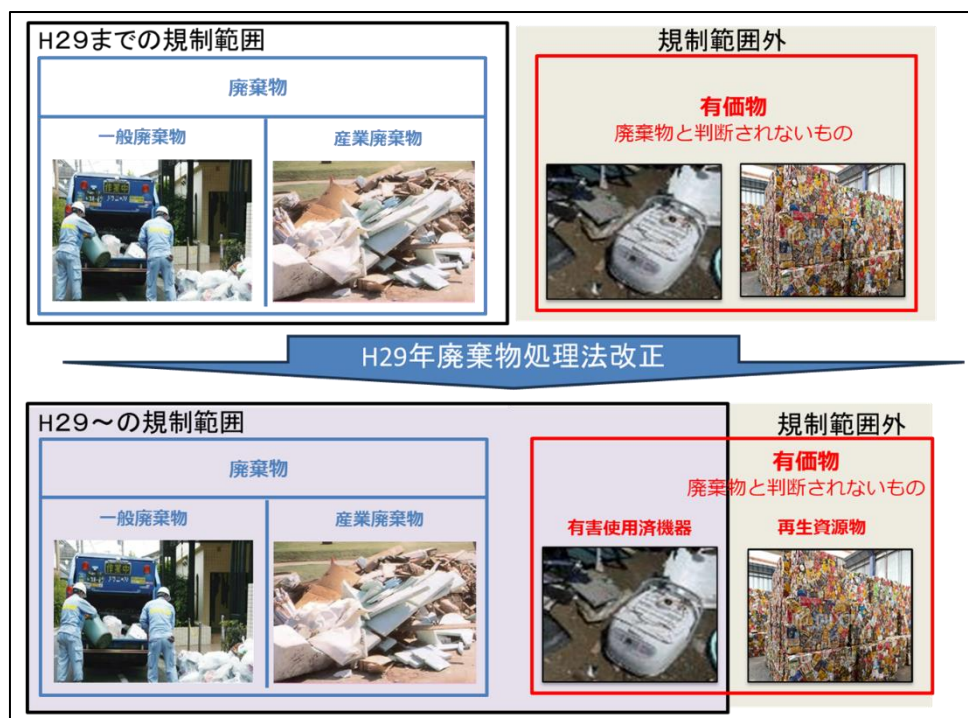 H29までの規制範囲
規制範囲外
廃棄物
一般廃棄物
産業廃棄物
有価物
廃棄物と判断されないもの
H29年廃棄物処理法改正
H29～の規制範囲
規制範囲外
廃棄物
一般廃棄物
産業廃棄物
有価物
廃棄物と判断されないもの
有害使用済機器
再生資源物